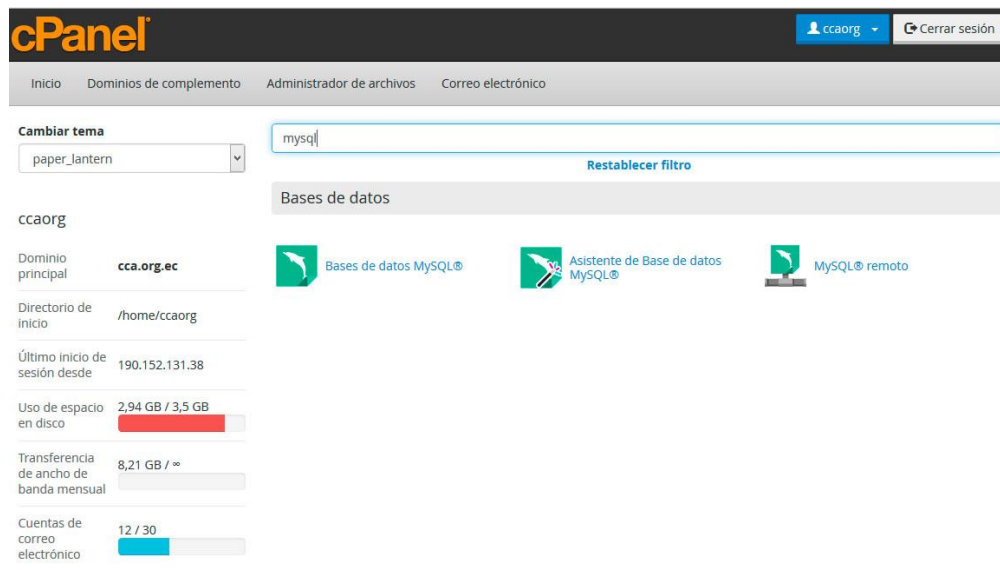 cPanel
ccaorg
Cerrar sesión
Inicio Dominios de complemento Administrador de archivos Correo electrónico
Cambiar tema
paper_lantern
mysql
Restablecer filtro
Bases de datos
Bases de datos MySQL®
Asistente de Base de datos
MySQL®
MySQL® remoto
ccaorg
Dominio
principal
cca.org.ec
Directorio de
inicio
/home/ccaorg
Último inicio de
sesión desde
190.152.131.38
Uso de espacio
en disco
2,94 GB / 3,5 GB
Transferencia
de ancho de
banda mensual
8,21 GB / ∞
Cuentas de
correo
electrónico
12 / 30